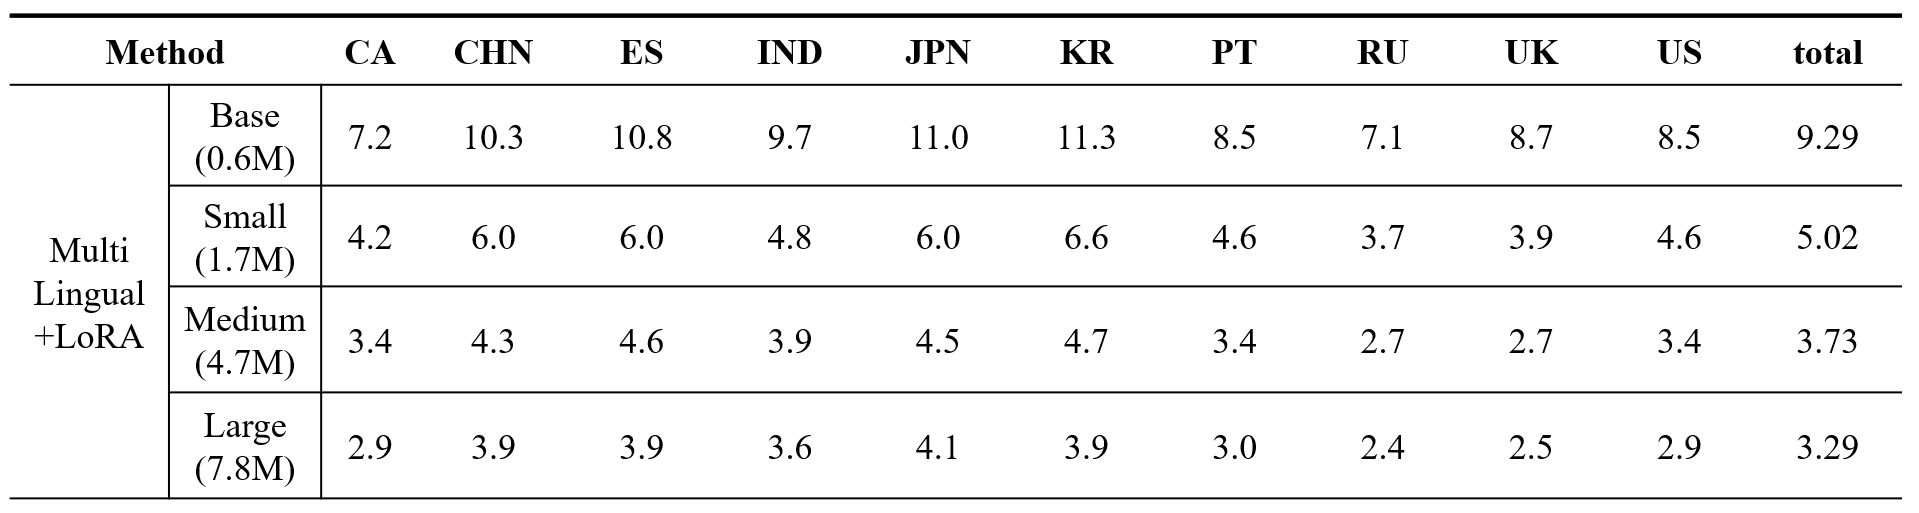 Method CA CHN ES IND JPN KR PT RU UK US total
Multi
Lingual
+LoRA
Base
(0.6M) 7.2 10.3 10.8 9.7 11.0 11.3 8.5 7.1 8.7 8.5 9.29
Small
(1.7M) 4.2 6.0 6.0 4.8 6.0 6.6 4.6 3.7 3.9 4.6 5.02
Medium
(4.7M) 3.4 4.3 4.6 3.9 4.5 4.7 3.4 2.7 2.7 3.4 3.73
Large
(7.8M) 2.9 3.9 3.9 3.6 4.1 3.9 3.0 2.4 2.5 2.9 3.29